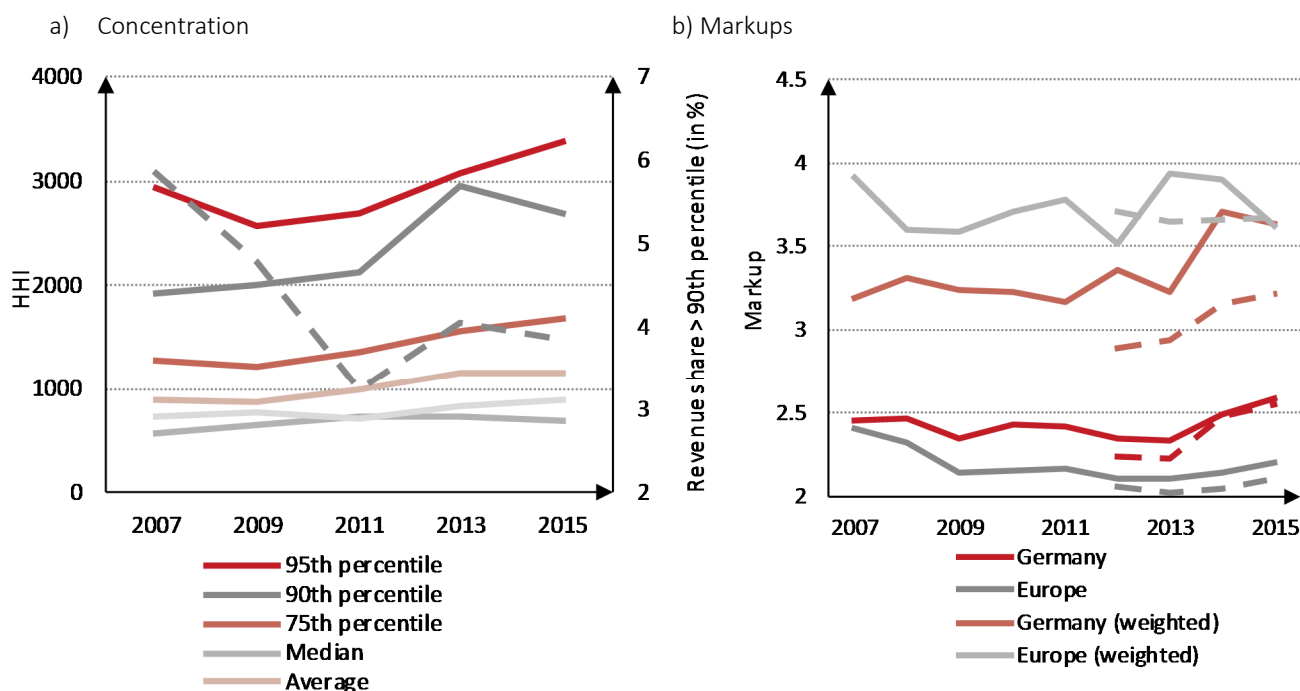 a) Concentration
4000
3000
2000
1000
0
HHI
7
6
5
4
3
2
Revenue share > 90th percentile (in %)
2007 2009 2011 2013 2015
95th percentile
90th percentile
75th percentile
Median
Average
b) Markups
4.5
4
3.5
3
2.5
2
Markup
2007 2009 2011 2013 2015
Germany
Europe
Germany (weighted)
Europe (weighted)